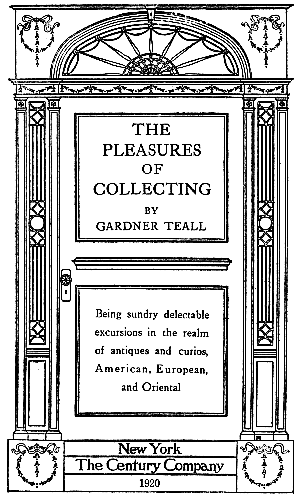 THE
PLEASURES
OF
COLLECTING
BY
GARDNER TEALL
Being sundry delectable
excursions in the realm
of antiques and curios,
American, European,
and Oriental
New York
The Century Company
1920